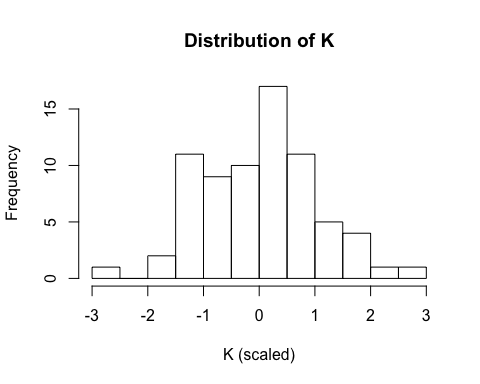 Distribution of K
Frequency
15
10
5
0
-3 -2 -1 0 1 2 3
K (scaled)